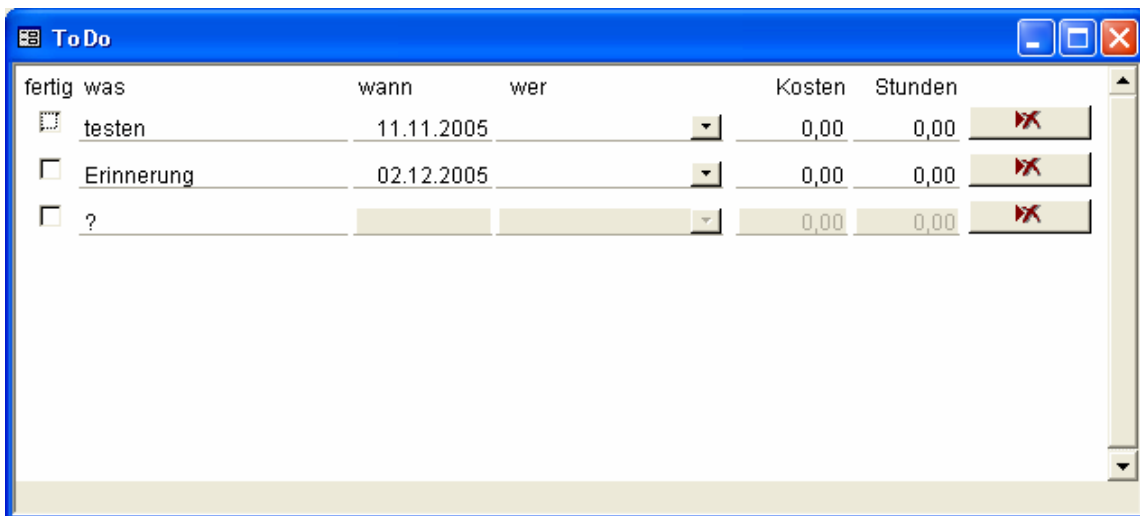 ToDo
fertig was wann wer Kosten Stunden
testen 11.11.2005 0,00 0,00
Erinnerung 02.12.2005 0,00 0,00
? 0,00 0,00